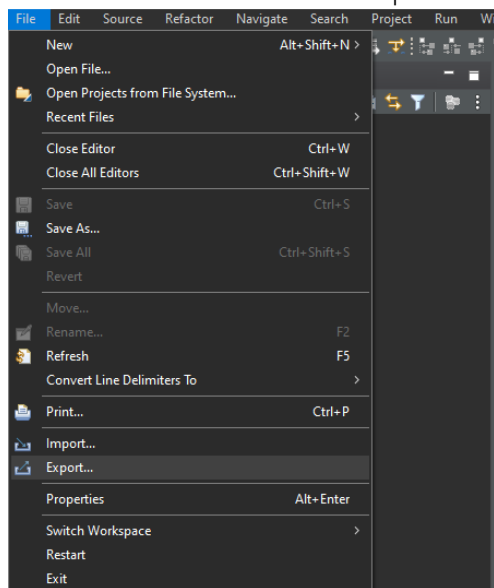 File Edit Source Refactor Navigate Search Project Run
New Alt+Shift+N >
Open File...
Open Projects from File System...
Recent Files >
Close Editor Ctrl+W
Close All Editors Ctrl+Shift+W
Save Ctrl+S
Save As...
Save All Ctrl+Shift+S
Revert
Move...
Rename... F2
Refresh F5
Convert Line Delimiters To >
Print... Ctrl+P
Import...
Export...
Properties Alt+Enter
Switch Workspace >
Restart
Exit